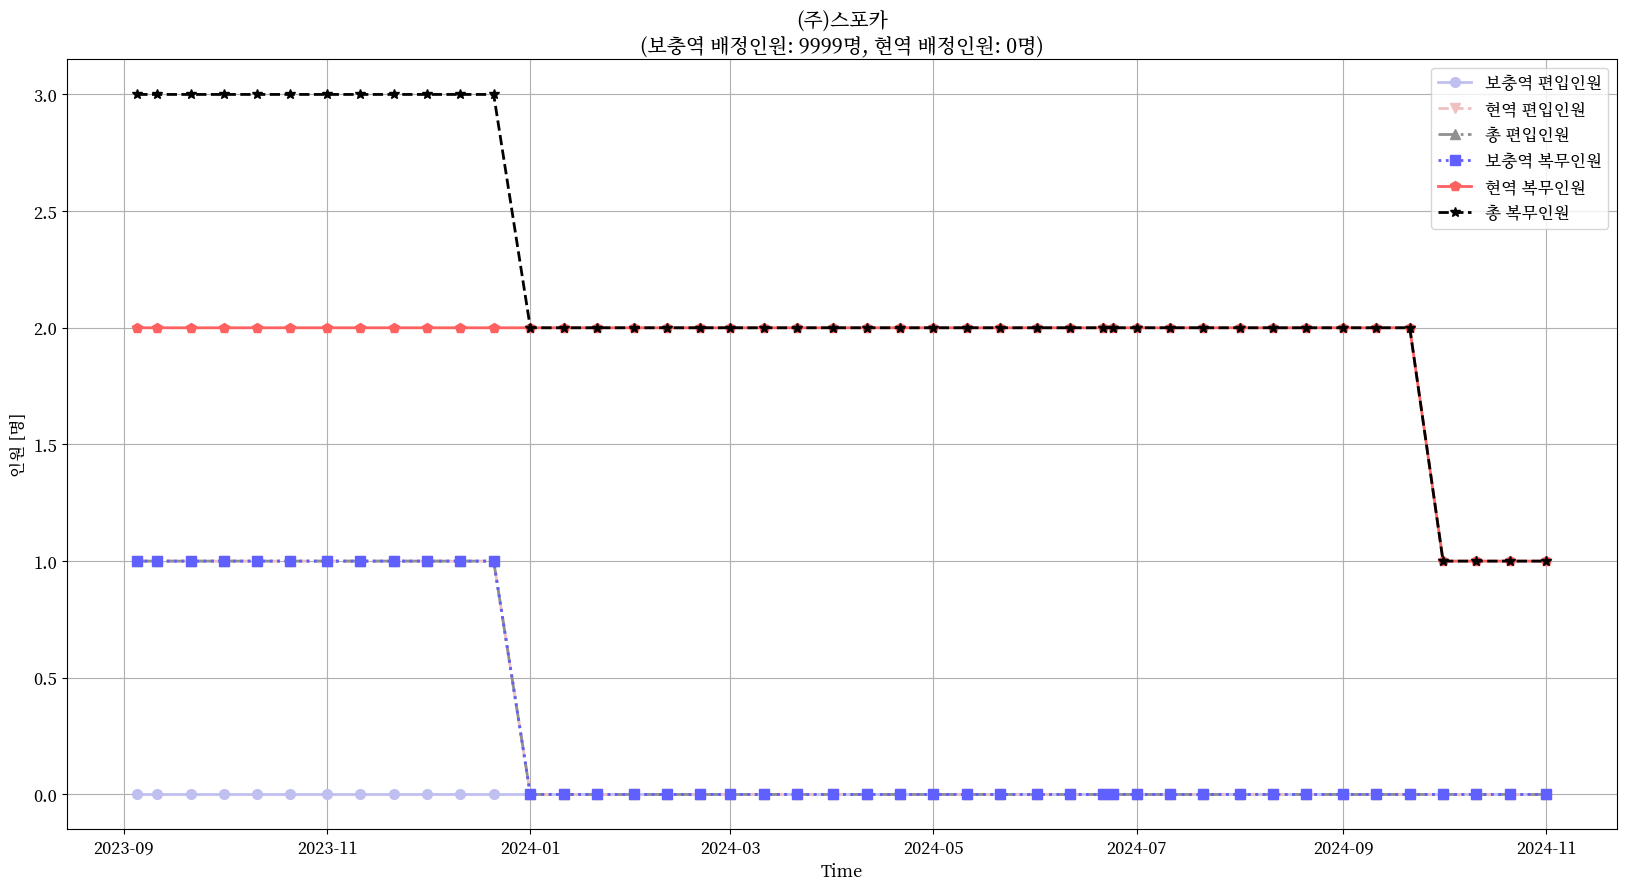 (주)스포카
(보충역 배정인원: 9999명, 현역 배정인원: 0명)
보충역 편입인원
현역 편입인원
총 편입인원
보충역 복무인원
현역 복무인원
총 복무인원
인원 [명]
3.0
2.5
2.0
1.5
1.0
0.5
0.0
2023-09
2023-11
2024-01
2024-03
2024-05
2024-07
2024-09
2024-11
Time